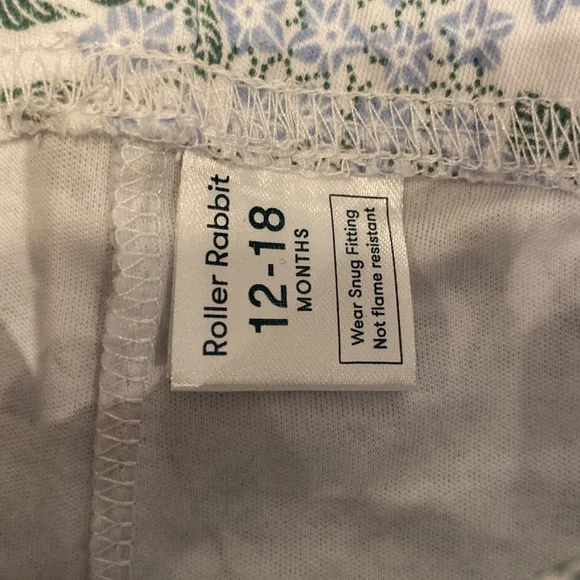 Roller Rabbit
12-18
MONTHS
Wear Snug Fitting
Not flame resistant